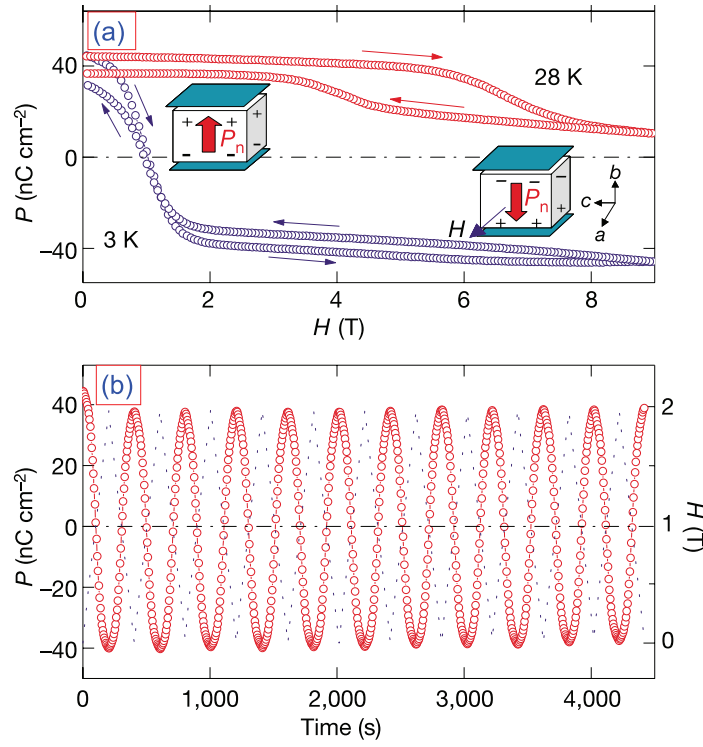 (a)
40
0
−40
P (nC cm−2)
28 K
3 K
+ +
− −
Pn
+
−
− −
+ +
Pn
−
+
H
b
c
a
0 2 4 6 8
H (T)
(b)
40
20
0
−20
−40
P (nC cm−2)
2
1
0
H (T)
0 1,000 2,000 3,000 4,000
Time (s)